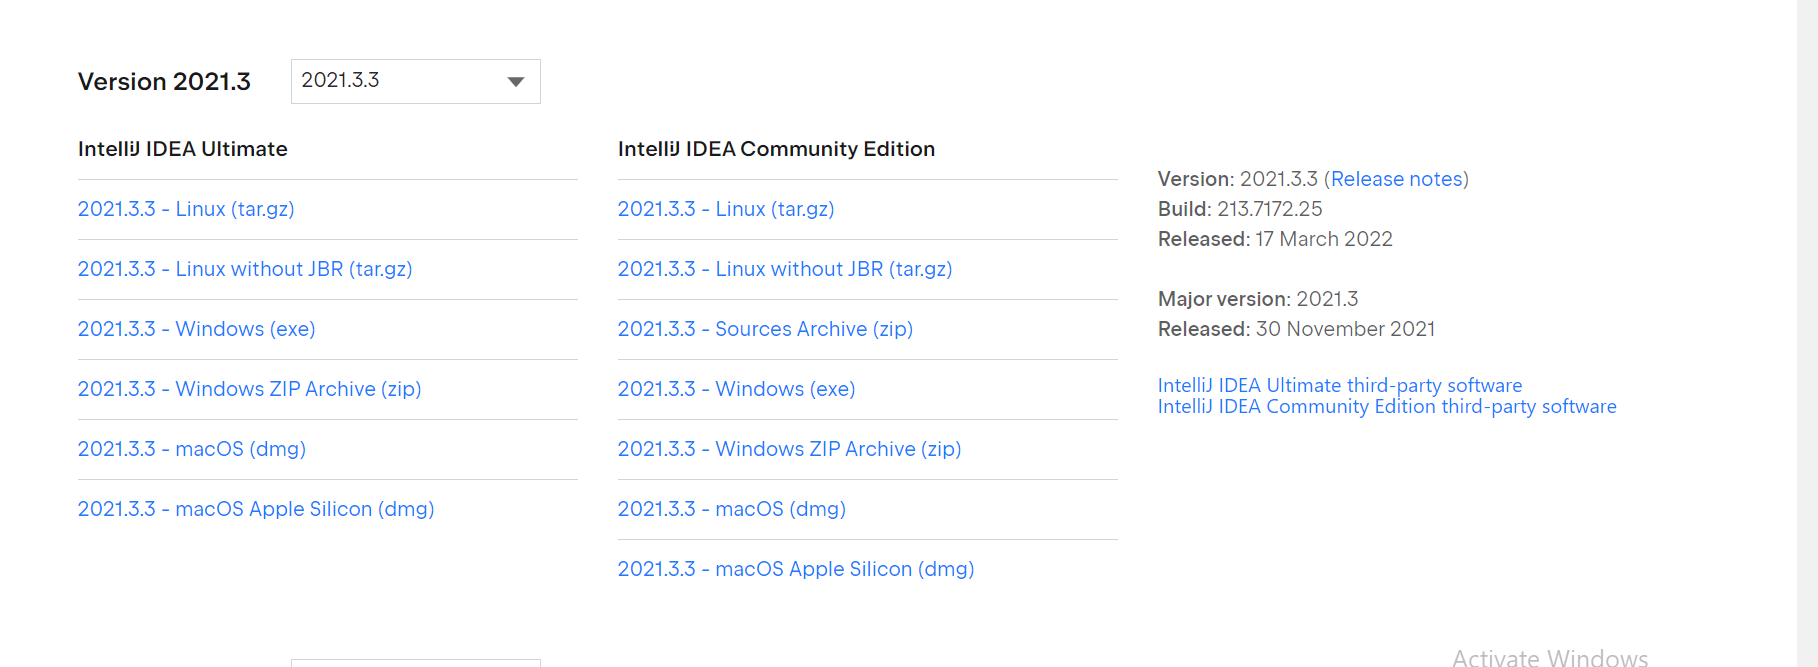 Version 2021.3
2021.3.3
IntelliJ IDEA Ultimate
2021.3.3 - Linux (tar.gz)
2021.3.3 - Linux without JBR (tar.gz)
2021.3.3 - Windows (exe)
2021.3.3 - Windows ZIP Archive (zip)
2021.3.3 - macOS (dmg)
2021.3.3 - macOS Apple Silicon (dmg)
IntelliJ IDEA Community Edition
2021.3.3 - Linux (tar.gz)
2021.3.3 - Linux without JBR (tar.gz)
2021.3.3 - Sources Archive (zip)
2021.3.3 - Windows (exe)
2021.3.3 - Windows ZIP Archive (zip)
2021.3.3 - macOS (dmg)
2021.3.3 - macOS Apple Silicon (dmg)
Version: 2021.3.3 (Release notes)
Build: 213.7172.25
Released: 17 March 2022
Major version: 2021.3
Released: 30 November 2021
IntelliJ IDEA Ultimate third-party software
IntelliJ IDEA Community Edition third-party software
Activate Windows